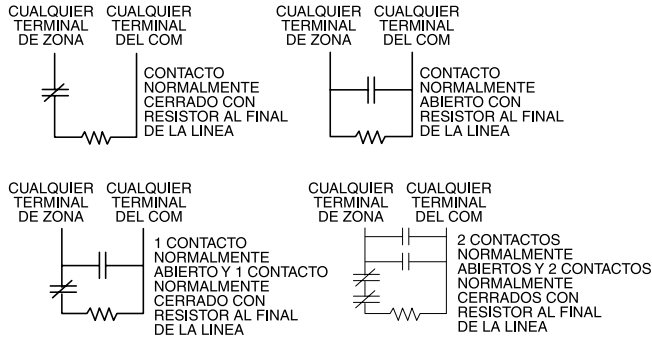 CUALQUIER
TERMINAL
DE ZONA
CUALQUIER
TERMINAL
DEL COM
CONTACTO
NORMALMENTE
CERRADO CON
RESISTOR AL FINAL
DE LA LINEA
CUALQUIER
TERMINAL
DE ZONA
CUALQUIER
TERMINAL
DEL COM
CONTACTO
NORMALMENTE
ABIERTO CON
RESISTOR AL FINAL
DE LA LINEA
CUALQUIER
TERMINAL
DE ZONA
CUALQUIER
TERMINAL
DEL COM
1 CONTACTO
NORMALMENTE
ABIERTO Y 1 CONTACTO
NORMALMENTE
CERRADO CON
RESISTOR AL FINAL
DE LA LINEA
CUALQUIER
TERMINAL
DE ZONA
CUALQUIER
TERMINAL
DEL COM
2 CONTACTOS
NORMALMENTE
ABIERTOS Y 2 CONTACTOS
NORMALMENTE
CERRADOS CON
RESISTOR AL FINAL
DE LA LINEA